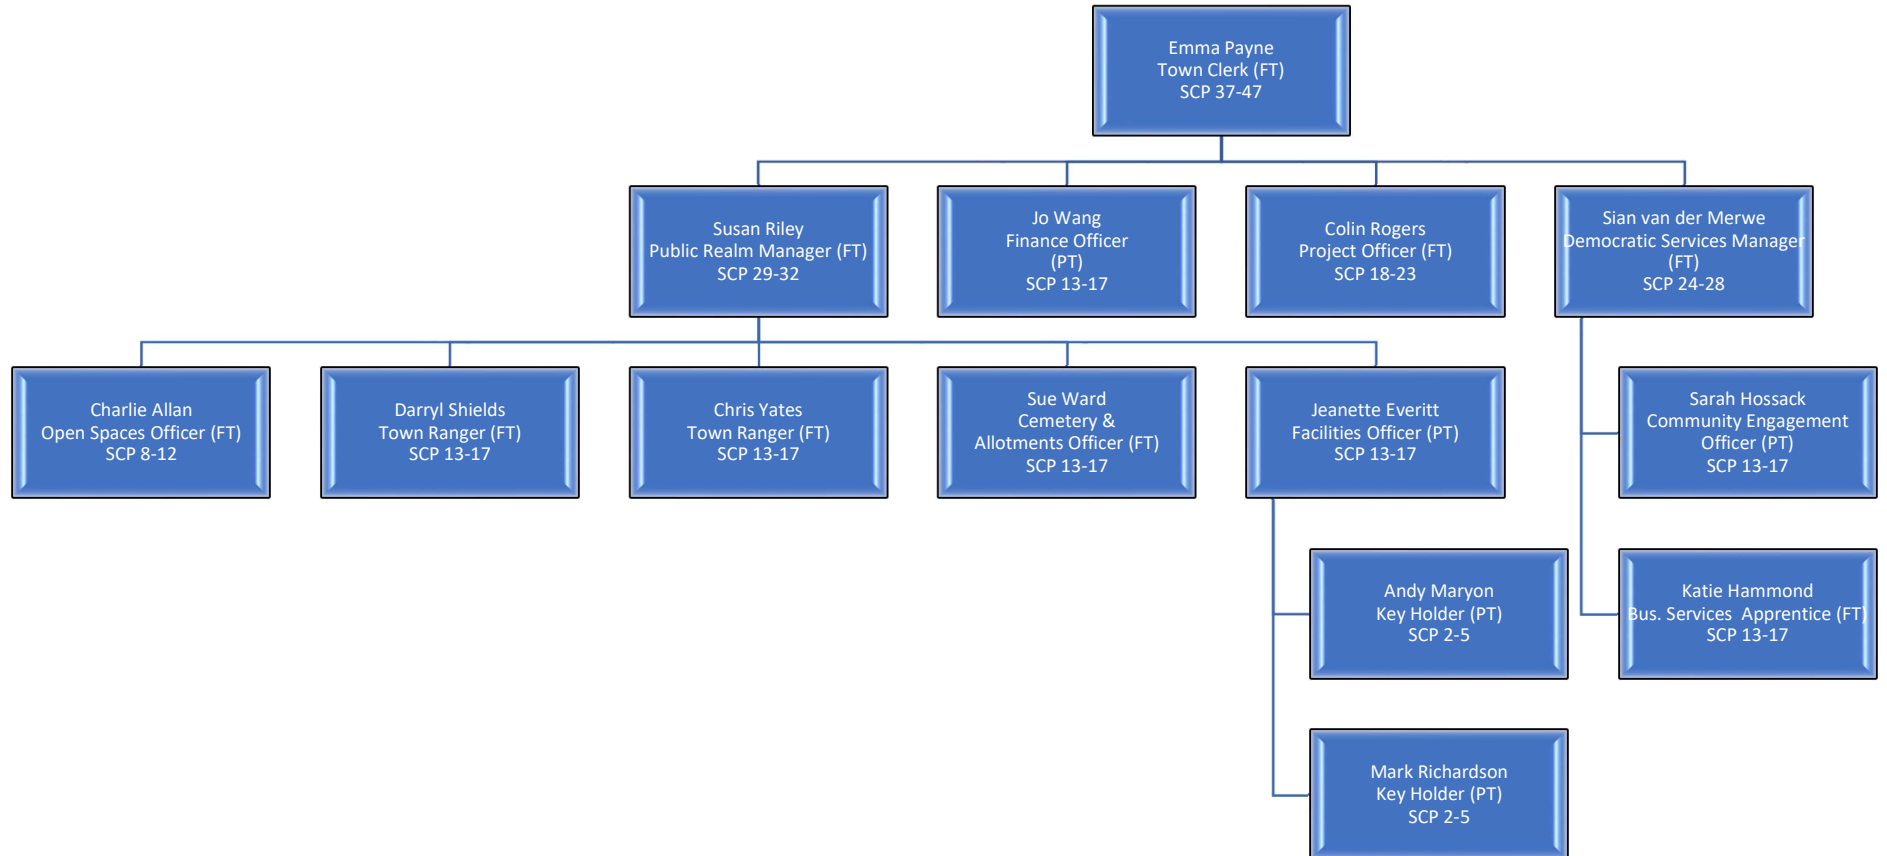 Emma Payne
Town Clerk (FT)
SCP 37-47
Susan Riley
Public Realm Manager (FT)
SCP 29-32
Jo Wang
Finance Officer
(PT)
SCP 13-17
Colin Rogers
Project Officer (FT)
SCP 18-23
Sian van der Merwe
Democratic Services Manager
(FT)
SCP 24-28
Charlie Allan
Open Spaces Officer (FT)
SCP 8-12
Darryl Shields
Town Ranger (FT)
SCP 13-17
Chris Yates
Town Ranger (FT)
SCP 13-17
Sue Ward
Cemetery &
Allotments Officer (FT)
SCP 13-17
Jeanette Everitt
Facilities Officer (PT)
SCP 13-17
Sarah Hossack
Community Engagement
Officer (PT)
SCP 13-17
Andy Maryon
Key Holder (PT)
SCP 2-5
Katie Hammond
Bus. Services  Apprentice (FT)
SCP 13-17
Mark Richardson
Key Holder (PT)
SCP 2-5